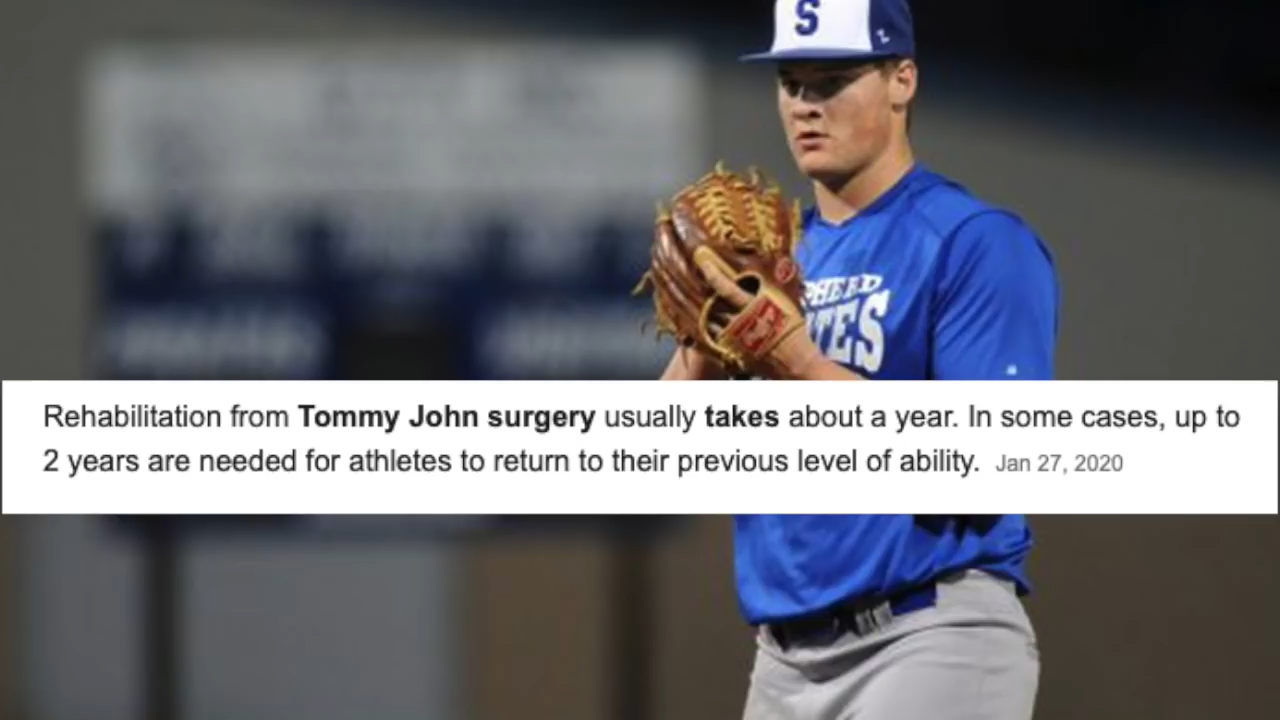 S
Rehabilitation from Tommy John surgery usually takes about a year. In some cases, up to
2 years are needed for athletes to return to their previous level of ability. Jan 27, 2020